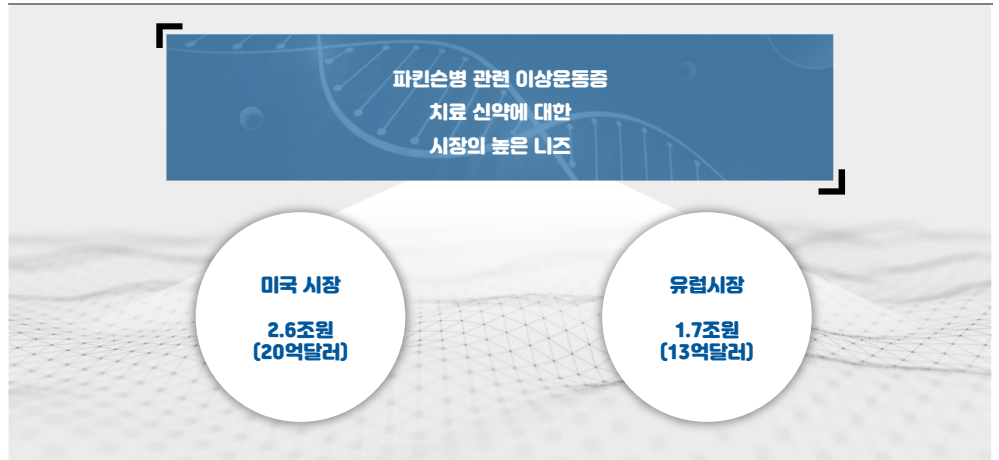 파킨슨병 관련 이상운동증
치료 신약에 대한
시장의 높은 니즈
미국 시장
2.6조원
(20억달러)
유럽시장
1.7조원
(13억달러)